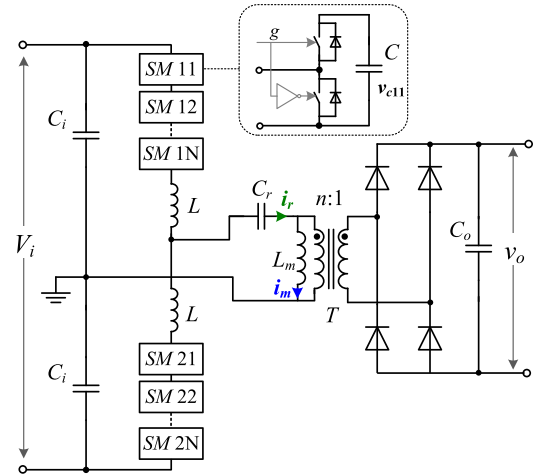 g
C
v_c11
SM 11
SM 12
SM 1N
C_i
L
C_r
i_r
n:1
L_m
i_m
T
C_o
v_o
V_i
L
C_i
SM 21
SM 22
SM 2N